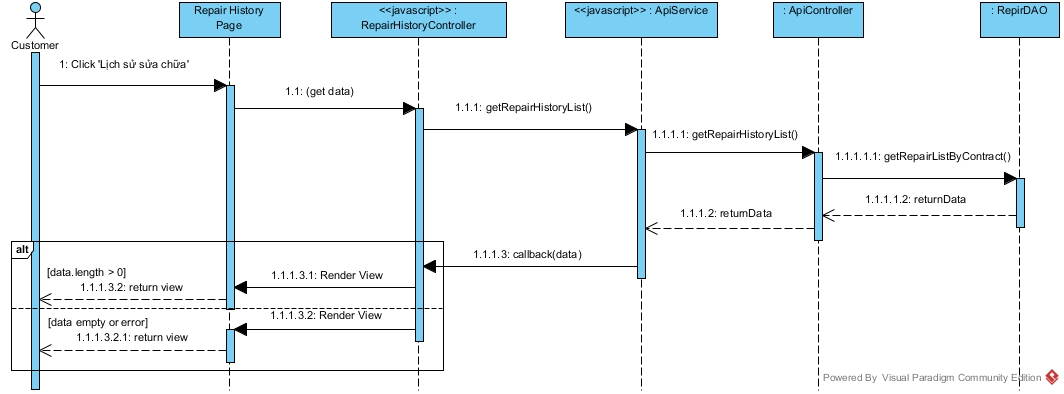 Customer
Repair History
Page
<<javascript>> :
RepairHistoryController
<<javascript>> : ApiService
: ApiController
: RepirDAO
1: Click 'Lịch sử sửa chữa'
1.1: (get data)
1.1.1: getRepairHistoryList()
1.1.1.1: getRepairHistoryList()
1.1.1.1.1: getRepairListByContract()
1.1.1.1.2: returnData
1.1.1.2: returnData
1.1.1.3: callback(data)
alt
[data.length > 0]
1.1.1.3.1: Render View
1.1.1.3.2: return view
[data empty or error]
1.1.1.3.2: Render View
1.1.1.3.2.1: return view
Powered By Visual Paradigm Community Edition